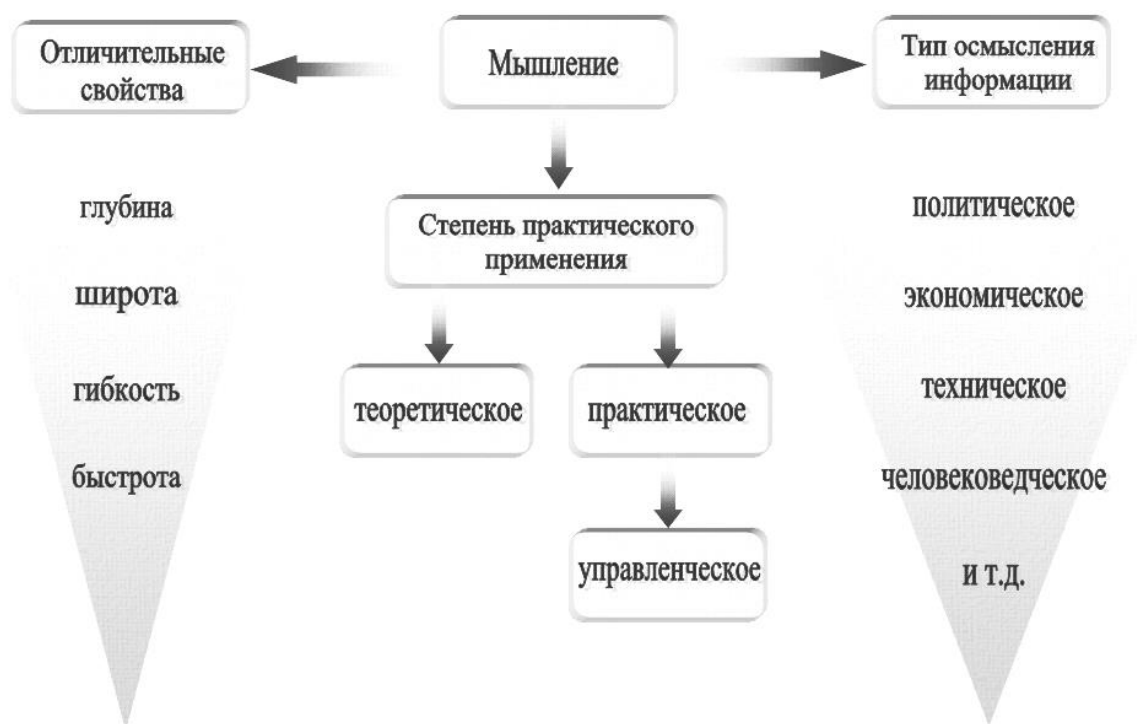 Отличительные
свойства
Мышление
Тип осмысления
информации
глубина
широта
гибкость
быстрота
Степень практического
применения
теоретическое
практическое
управленческое
политическое
экономическое
техническое
человековедческое
и т.д.